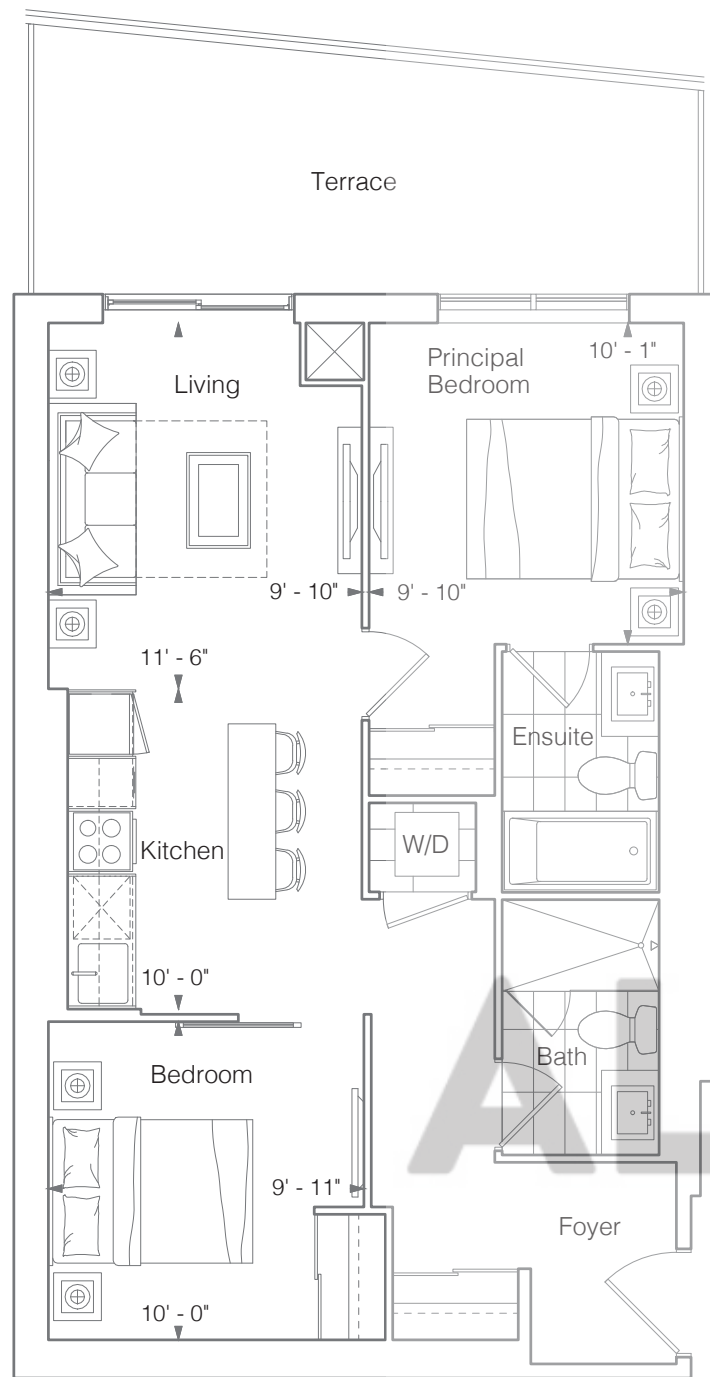 Terrace
Living
Principal
Bedroom
10' - 1"
9' - 10"
9' - 10"
11' - 6"
Ensuite
Kitchen
W/D
10' - 0"
Bedroom
Bath
AL
9' - 11"
Foyer
10' - 0"